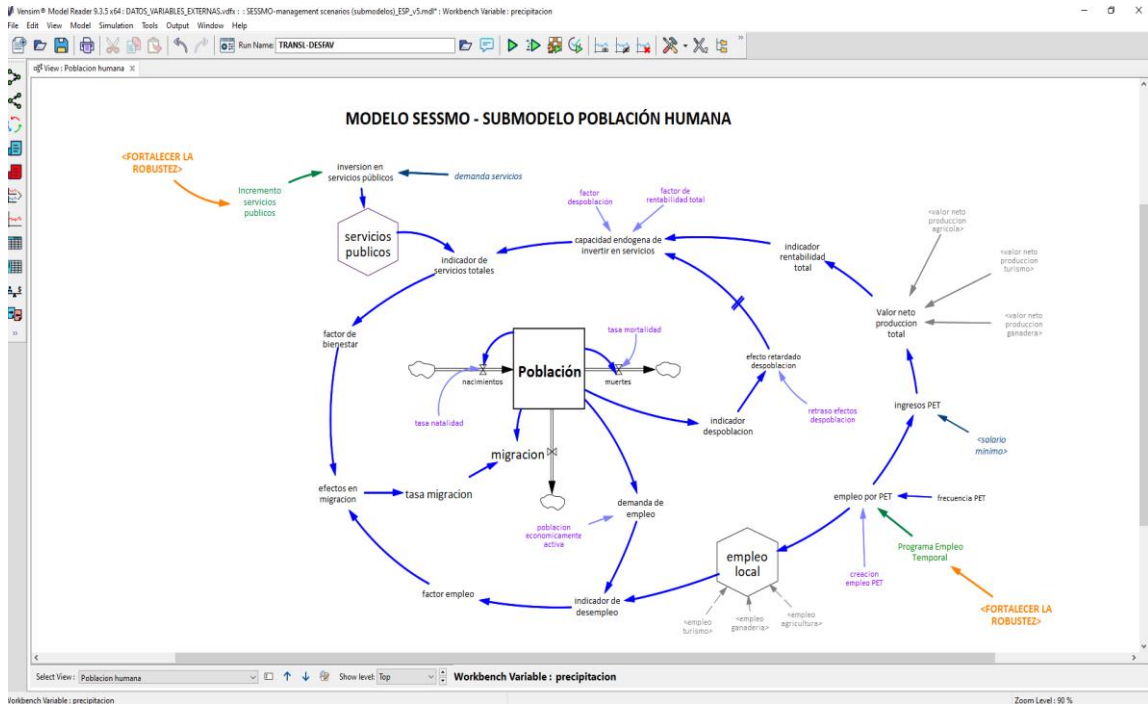 Vensim® Model Reader 9.3.5 x64 : DATOS_VARIABLES_EXTERNAS.vdfx : : SESSMO-management scenarios (submodelos)_ESP_v5.mdl* : Workbench Variable : precipitacion
File Edit View Model Simulation Tools Output Window Help
Run Name: TRANSL-DESFAV
View : Poblacion humana X
MODELO SESSMO - SUBMODELO POBLACIÓN HUMANA
<FORTALECER LA
ROBUSTEZ>
Incremento
servicios
publicos
inversion en
servicios públicos
demanda servicios
servicios
publicos
indicador de
servicios totales
factor
despoblación
factor de
rentabilidad total
capacidad endogena de
invertir en servicios
indicador
rentabilidad
total
<valor neto
produccion
agricola>
<valor neto
produccion
turismo>
<valor neto
produccion
ganadera>
Valor neto
produccion
total
factor de
bienestar
tasa mortalidad
Población
nacimientos
muertes
efecto retardado
despoblacion
tasa natalidad
retraso efectos
despoblacion
indicador
despoblacion
ingresos PET
<salario
minimo>
migracion
efectos en
migracion
tasa migracion
demanda de
empleo
poblacion
economicamente
activa
empleo por PET
frecuencia PET
Programa Empleo
Temporal
creacion
empleo PET
empleo
local
factor empleo
indicador de
desempleo
<empleo
turismo>
<empleo
ganaderia>
<empleo
agricultura>
<FORTALECER LA
ROBUSTEZ>
Select View : Poblacion humana Show level: Top Workbench Variable : precipitacion
Workbench Variable : precipitacion Zoom Level : 90 %